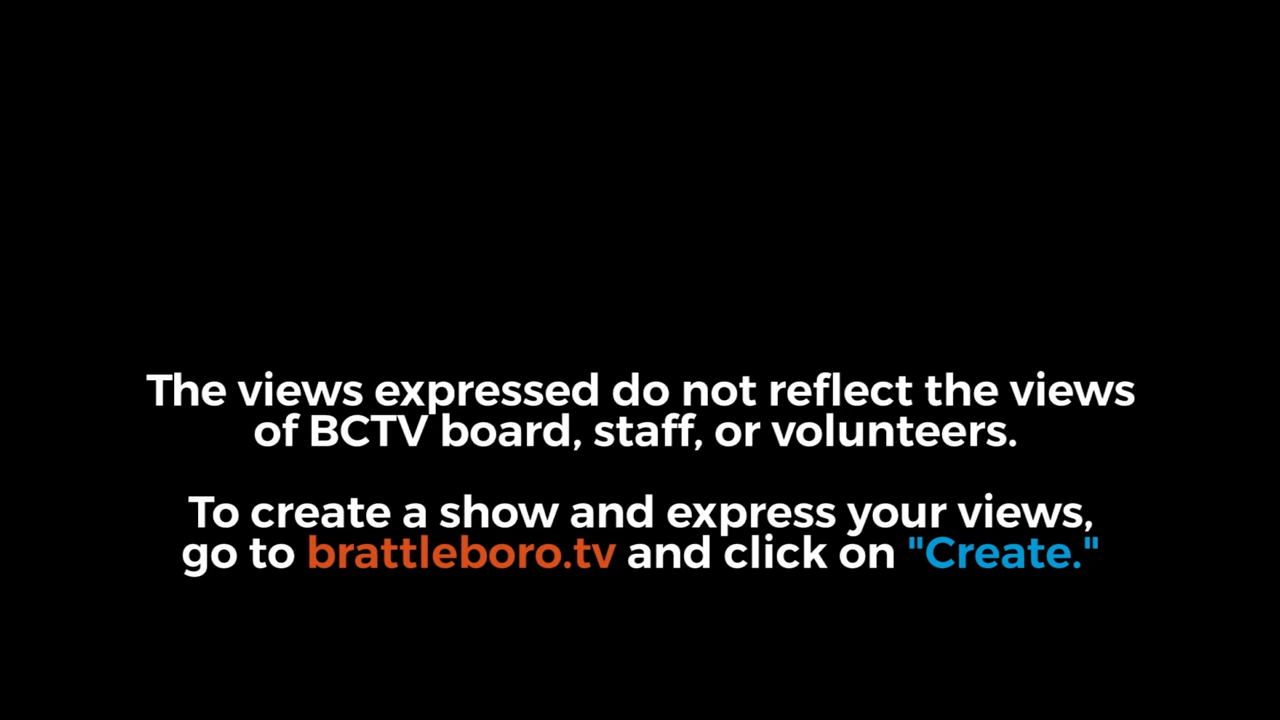 The views expressed do not reflect the views
of BCTV board, staff, or volunteers.
To create a show and express your views,
go to brattleboro.tv and click on "Create."